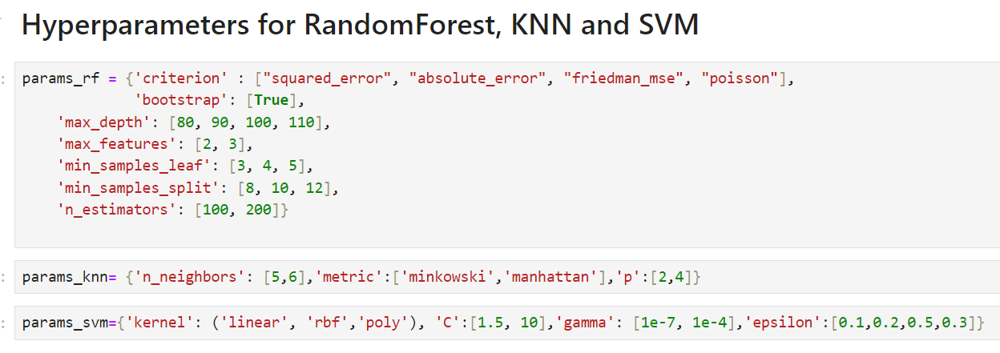 Hyperparameters for RandomForest, KNN and SVM
params_rf = {'criterion' : ["squared_error", "absolute_error", "friedman_mse", "poisson"],
'bootstrap': [True],
'max_depth': [80, 90, 100, 110],
'max_features': [2, 3],
'min_samples_leaf': [3, 4, 5],
'min_samples_split': [8, 10, 12],
'n_estimators': [100, 200]}
params_knn= {'n_neighbors': [5,6],'metric':['minkowski','manhattan'],'p':[2,4]}
params_svm={'kernel': ('linear', 'rbf','poly'), 'C':[1.5, 10],'gamma': [1e-7, 1e-4],'epsilon':[0.1,0.2,0.5,0.3]}